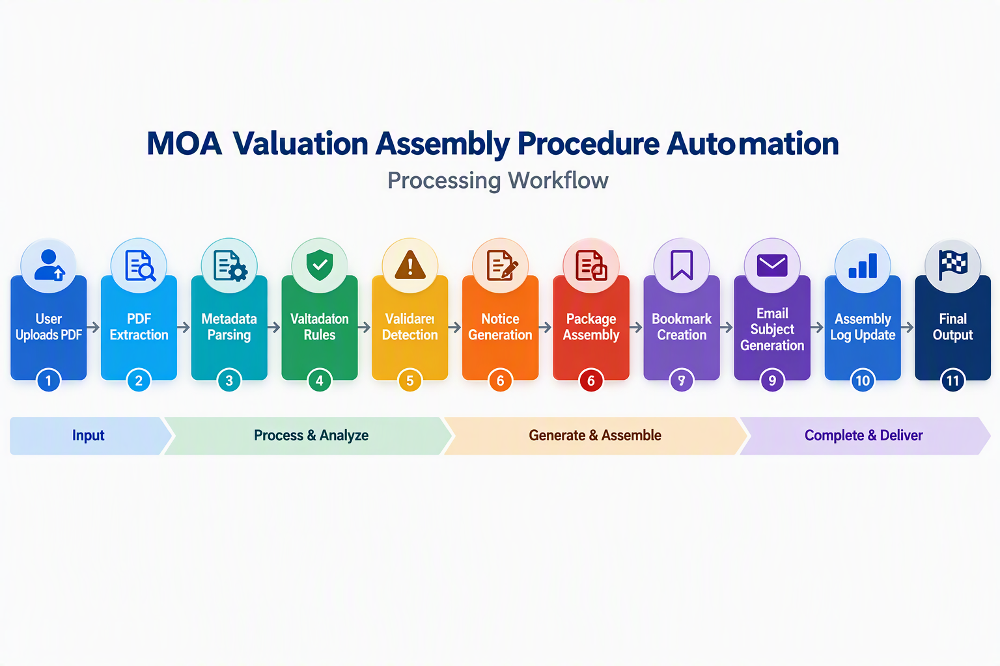 MOA Valuation Assembly Procedure Automation
Processing Workflow
User
Uploads PDF
1
PDF
Extraction
2
Metadata
Parsing
3
Valtadaton
Rules
4
Validarer
Detection
5
Notice
Generation
6
Package
Assembly
6
Bookmark
Creation
Email
Subject
Generation
9
Assembly
Log Update
10
Final
Output
11
Input
Process & Analyze
Generate & Assemble
Complete & Deliver